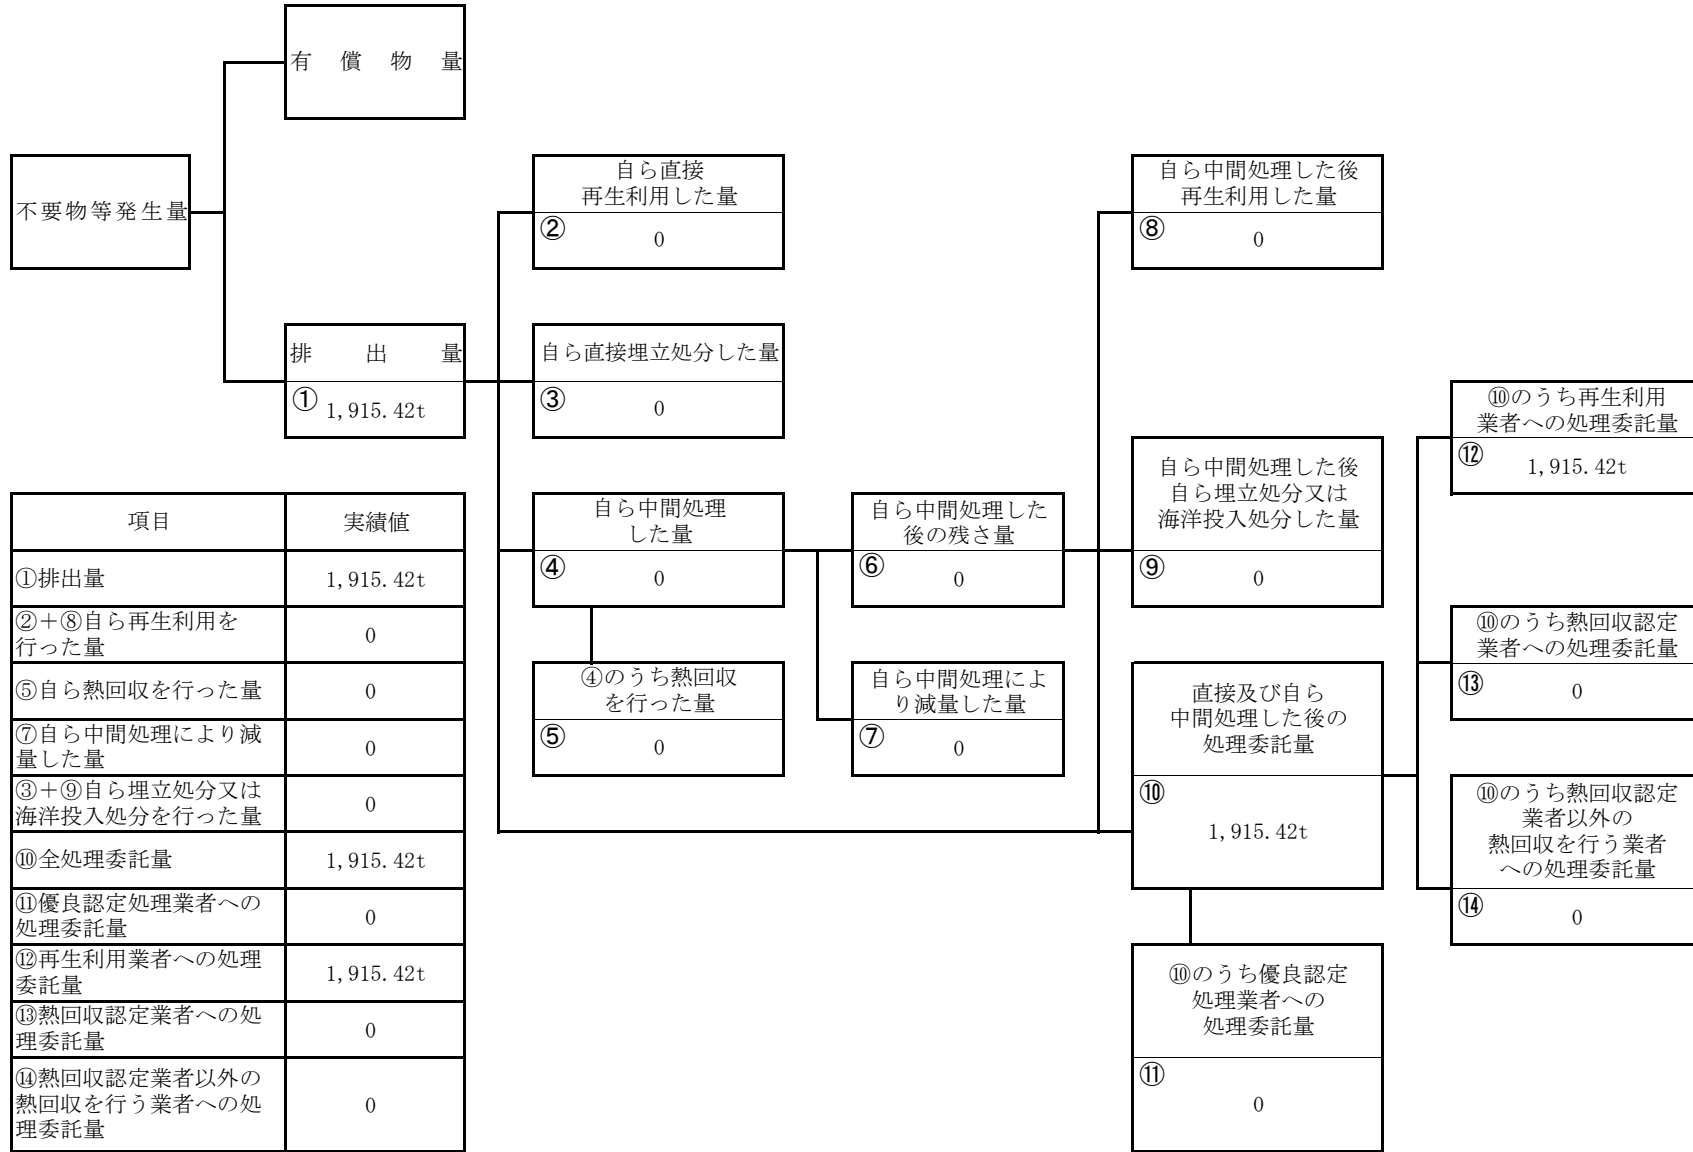 有償物量
不要物等発生量
排出量
① 1,915.42t
自ら直接
再生利用した量
② 0
自ら直接埋立処分した量
③ 0
自ら中間処理
した量
④ 0
④のうち熱回収
を行った量
⑤ 0
自ら中間処理した
後の残さ量
⑥ 0
自ら中間処理によ
り減量した量
⑦ 0
自ら中間処理した後
再生利用した量
⑧ 0
自ら中間処理した後
自ら埋立処分又は
海洋投入処分した量
⑨ 0
直接及び自ら
中間処理した後の
処理委託量
⑩
1,915.42t
⑩のうち優良認定
処理業者への
処理委託量
⑪
0
⑩のうち再生利用
業者への処理委託量
⑫ 1,915.42t
⑩のうち熱回収認定
業者への処理委託量
⑬ 0
⑩のうち熱回収認定
業者以外の
熱回収を行う業者
への処理委託量
⑭ 0
項目 実績値
①排出量 1,915.42t
②+⑧自ら再生利用を
行った量 0
⑤自ら熱回収を行った量 0
⑦自ら中間処理により減
量した量 0
③+⑨自ら埋立処分又は
海洋投入処分を行った量 0
⑩全処理委託量 1,915.42t
⑪優良認定処理業者への
処理委託量 0
⑫再生利用業者への処理
委託量 1,915.42t
⑬熱回収認定業者への処
理委託量 0
⑭熱回収認定業者以外の
熱回収を行う業者への処
理委託量 0